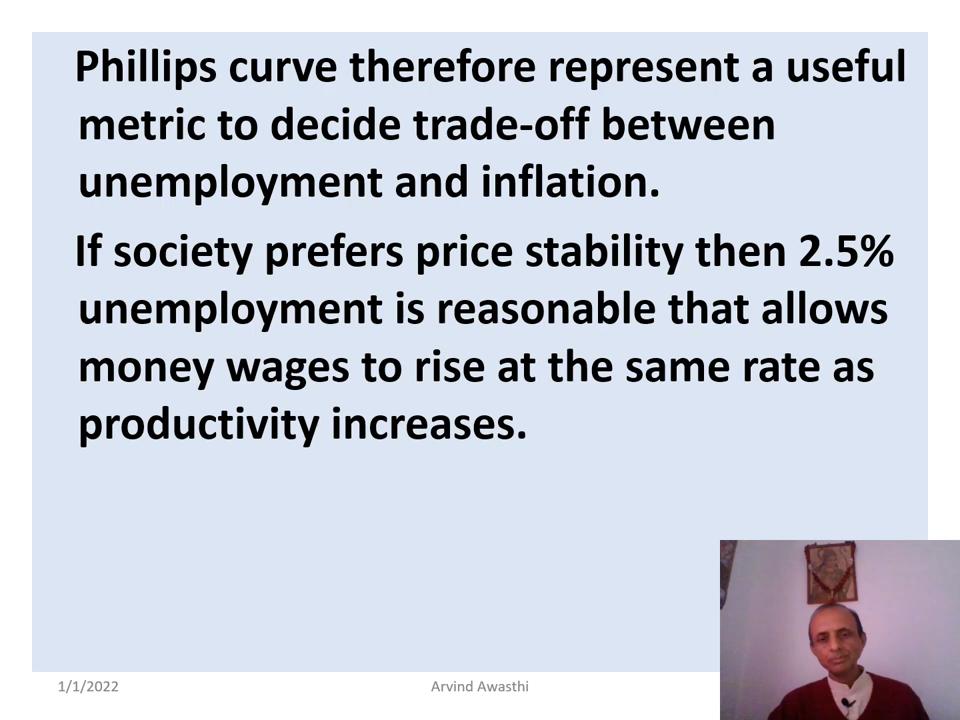 Phillips curve therefore represent a useful
metric to decide trade-off between
unemployment and inflation.
If society prefers price stability then 2.5%
unemployment is reasonable that allows
money wages to rise at the same rate as
productivity increases.
1/1/2022
Arvind Awasthi